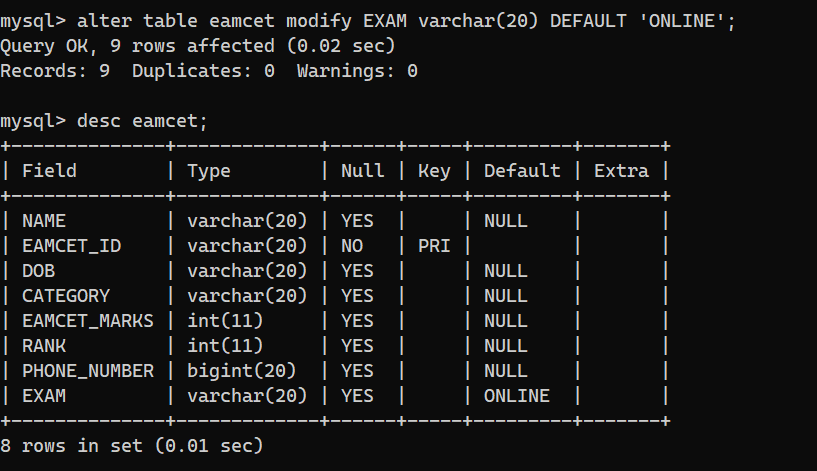 mysql> alter table eamcet modify EXAM varchar(20) DEFAULT 'ONLINE';
Query OK, 9 rows affected (0.02 sec)
Records: 9  Duplicates: 0  Warnings: 0

mysql> desc eamcet;
+--------------+-------------+------+-----+---------+-------+
| Field        | Type        | Null | Key | Default | Extra |
+--------------+-------------+------+-----+---------+-------+
| NAME         | varchar(20) | YES  |     | NULL    |       |
| EAMCET_ID    | varchar(20) | NO   | PRI |         |       |
| DOB          | varchar(20) | YES  |     | NULL    |       |
| CATEGORY     | varchar(20) | YES  |     | NULL    |       |
| EAMCET_MARKS | int(11)     | YES  |     | NULL    |       |
| RANK         | int(11)     | YES  |     | NULL    |       |
| PHONE_NUMBER | bigint(20)  | YES  |     | NULL    |       |
| EXAM         | varchar(20) | YES  |     | ONLINE  |       |
+--------------+-------------+------+-----+---------+-------+
8 rows in set (0.01 sec)